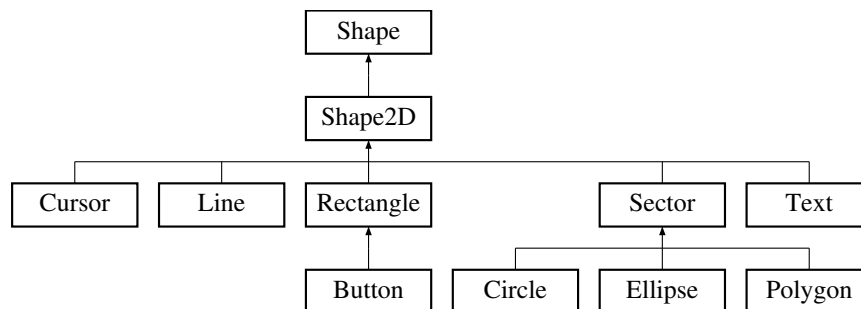 Shape
Shape2D
Cursor Line Rectangle Sector Text
Button Circle Ellipse Polygon